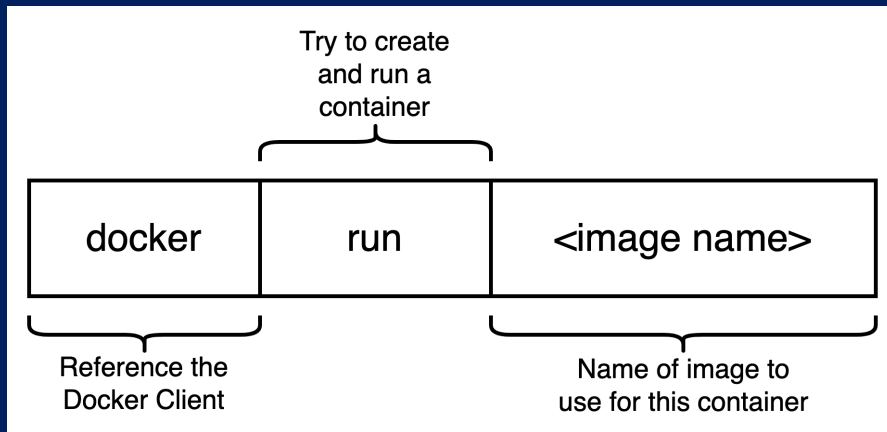 Try to create
and run a
container
docker
run
<image name>
Reference the
Docker Client
Name of image to
use for this container